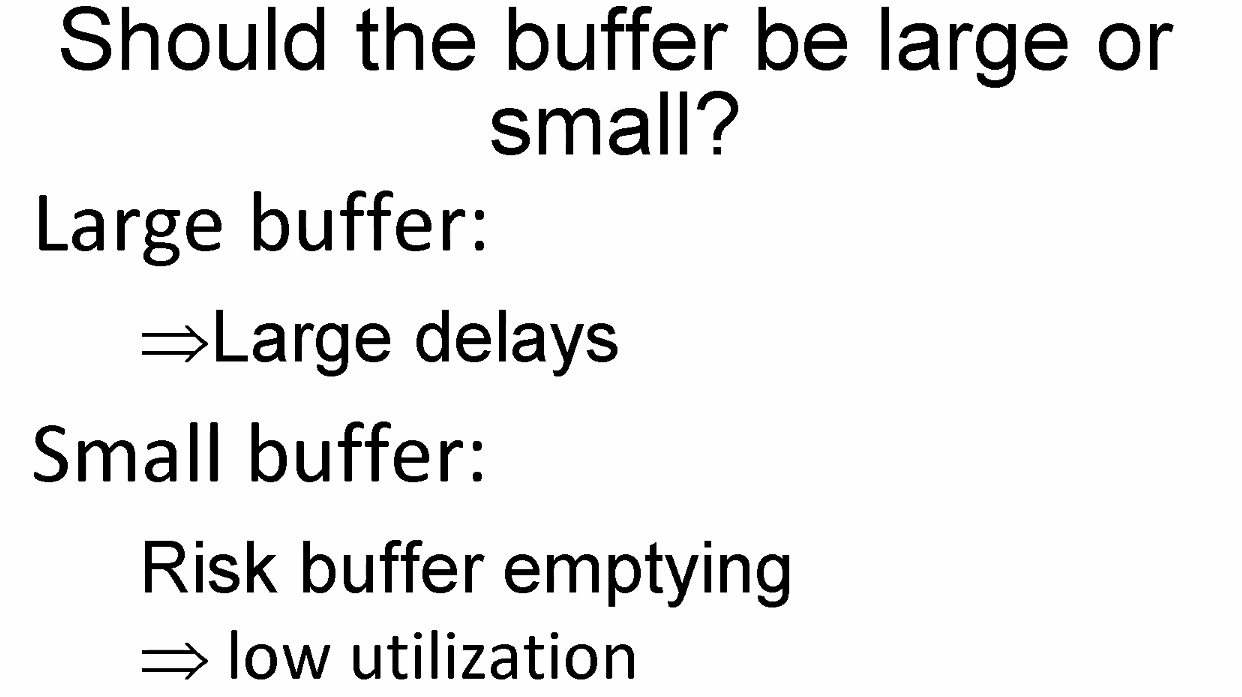 Should the buffer be large or
small?
Large buffer:
⇒Large delays
Small buffer:
Risk buffer emptying
⇒ low utilization